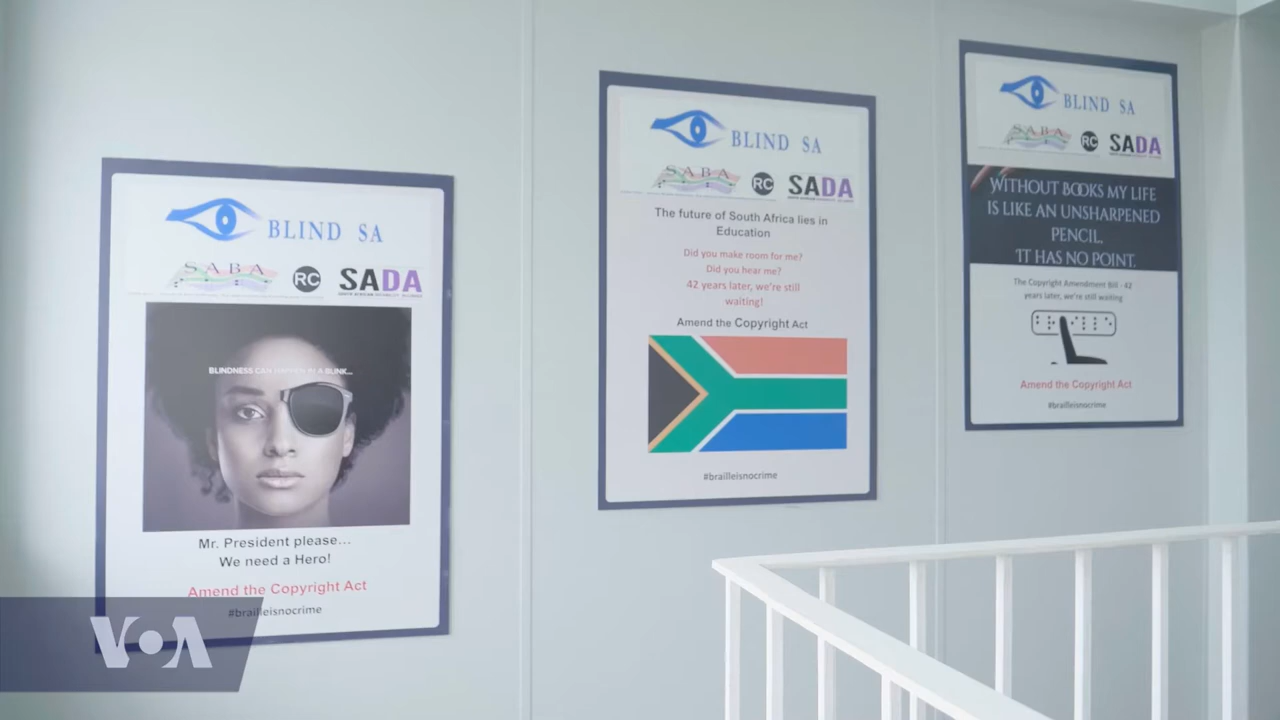 BLIND SA
SABA
RC
SADA
SOUTH AFRICAN DISABILITY ALLIANCE
BLINDNESS CAN HAPPEN IN A BLINK...
Mr. President please...
We need a Hero!
Amend the Copyright Act
#brailleisnocrime
BLIND SA
SABA
RC
SADA
The future of South Africa lies in
Education
Did you make room for me?
Did you hear me?
42 years later, we're still
waiting!
Amend the Copyright Act
#brailleisnocrime
BLIND SA
SABA
RC
SADA
WITHOUT BOOKS MY LIFE
IS LIKE AN UNSHARPENED
PENCIL,
IT HAS NO POINT.
The Copyright Amendment Bill - 42
years later, we're still waiting
Amend the Copyright Act
#brailleisnocrime
VOA